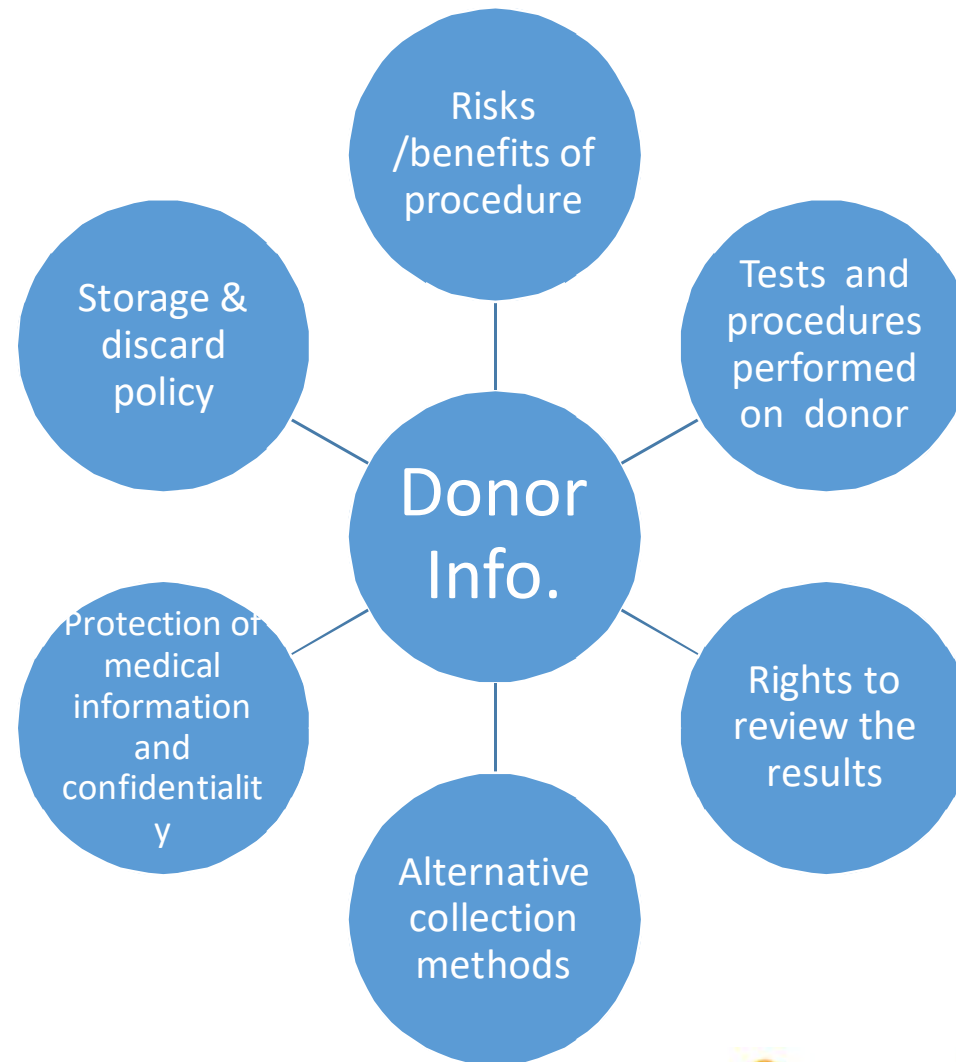 Risks
/benefits of
procedure
Tests and
procedures
performed
on donor
Rights to
review the
results
Alternative
collection
methods
Protection of
medical
information
and
confidentialit
y
Storage &
discard
policy
Donor
Info.